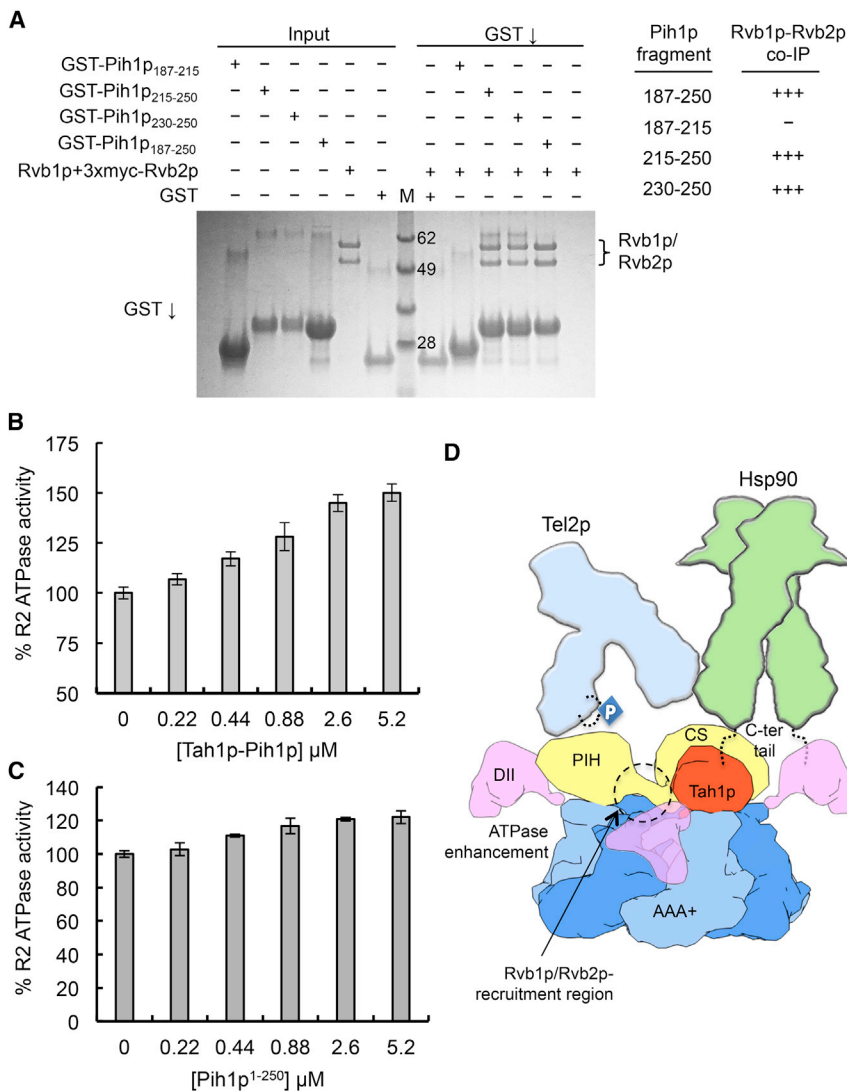 A
Input
GST ↓
Pih1p fragment
Rvb1p-Rvb2p co-IP
GST-Pih1p187-215 + – – – – – – + – – – –
GST-Pih1p215-250 – + – – – – – – + – – –
GST-Pih1p230-250 – – + – – – – – – + – –
GST-Pih1p187-250 – – – + – – – – – – + –
Rvb1p+3xmyc-Rvb2p – – – – + – + + + + + +
GST – – – – – + M + – – – – –
187-250 +++
187-215 –
215-250 +++
230-250 +++
62
49
28
Rvb1p/
Rvb2p
GST ↓
B
% R2 ATPase activity
175
150
125
100
75
50
0 0.22 0.44 0.88 2.6 5.2
[Tah1p-Pih1p] μM
C
% R2 ATPase activity
140
120
100
80
60
40
20
0
0 0.22 0.44 0.88 2.6 5.2
[Pih1p1-250] μM
D
Hsp90
Tel2p
P
CS
C-ter
tail
DII
PIH
Tah1p
ATPase
enhancement
AAA+
Rvb1p/Rvb2p-
recruitment region